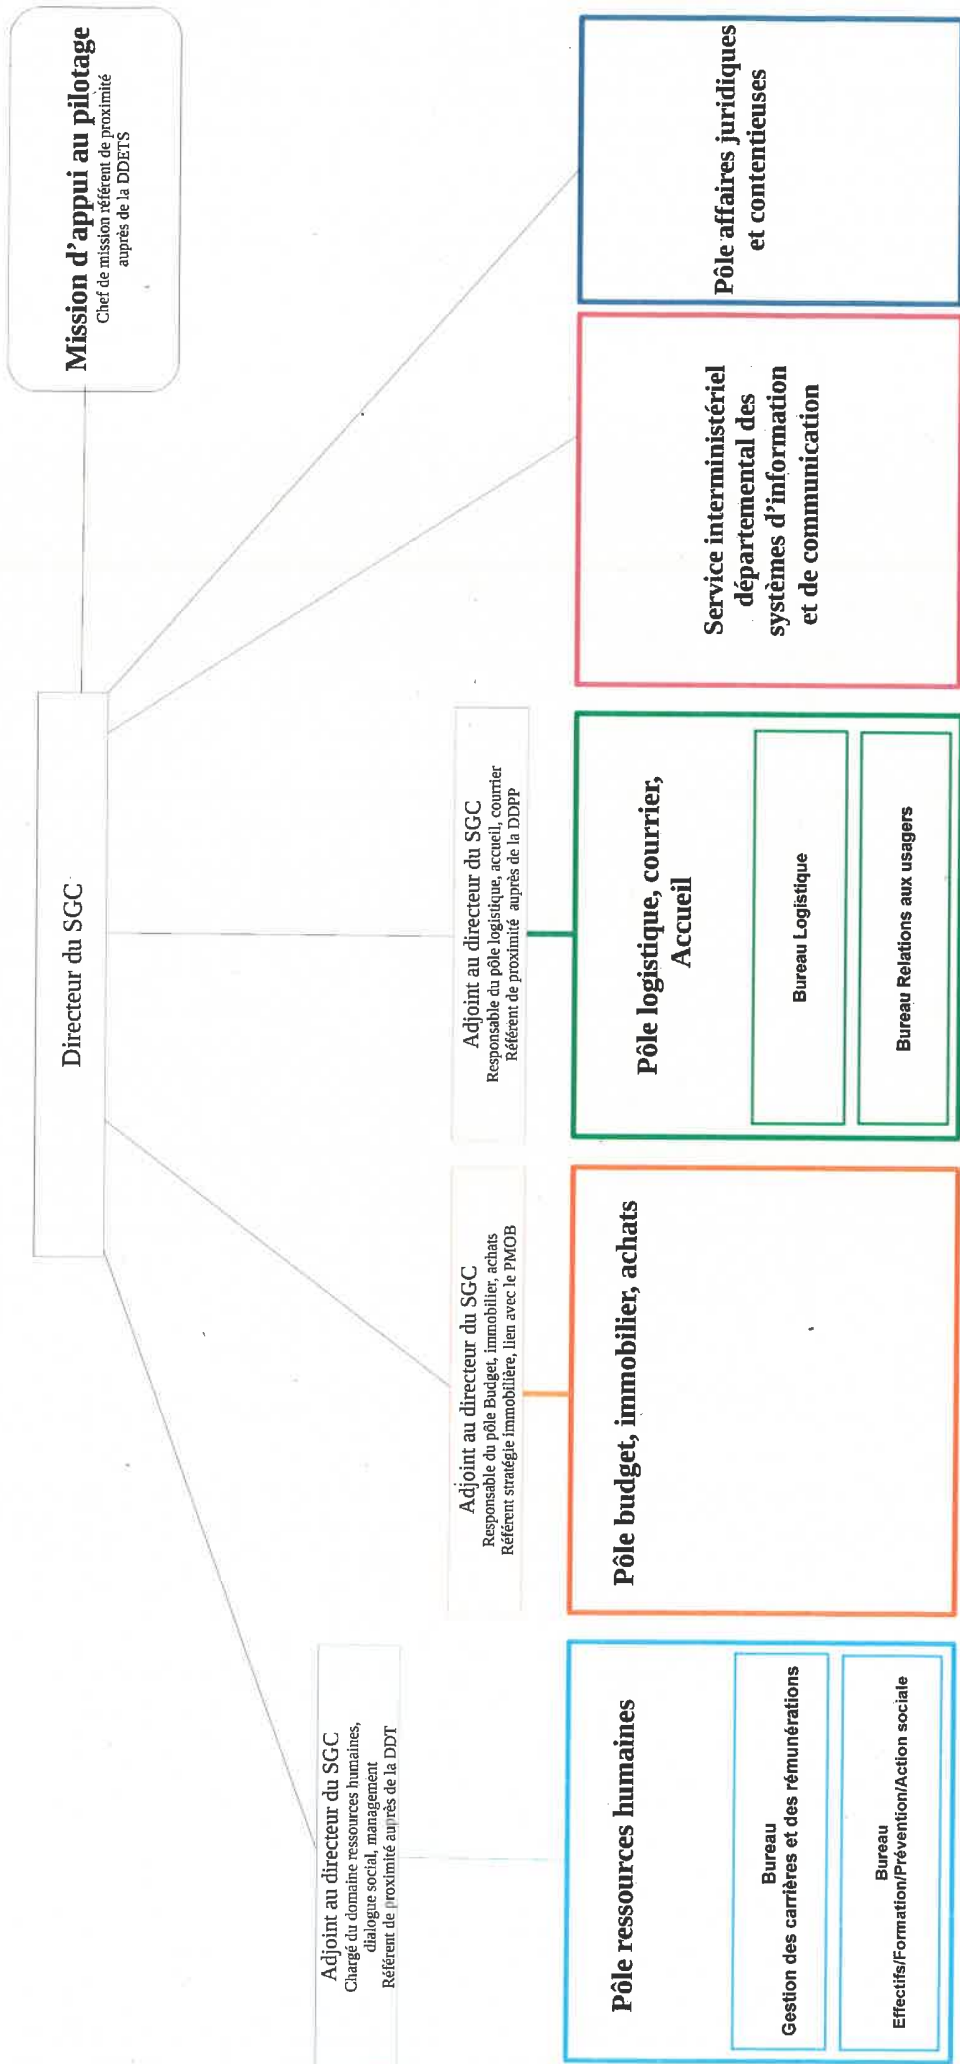 Mission d'appui au pilotage
Chef de mission référent de proximité
auprès de la DDETS
Directeur du SGC
Adjoint au directeur du SGC
Chargé du domaine ressources humaines,
dialogue social, management
Référent de proximité auprès de la DDT
Adjoint au directeur du SGC
Responsable du pôle Budget, immobilier, achats
Référent stratégie immobilière, lien avec le PMOB
Adjoint au directeur du SGC
Responsable du pôle logistique, accueil, courrier
Référent de proximité auprès de la DDPP
Pôle ressources humaines
Bureau
Gestion des carrières et des rémunérations
Bureau
Effectifs/Formation/Prévention/Action sociale
Pôle budget, immobilier, achats
Pôle logistique, courrier,
Accueil
Bureau Logistique
Bureau Relations aux usagers
Service interministériel
départemental des
systèmes d'information
et de communication
Pôle affaires juridiques
et contentieuses